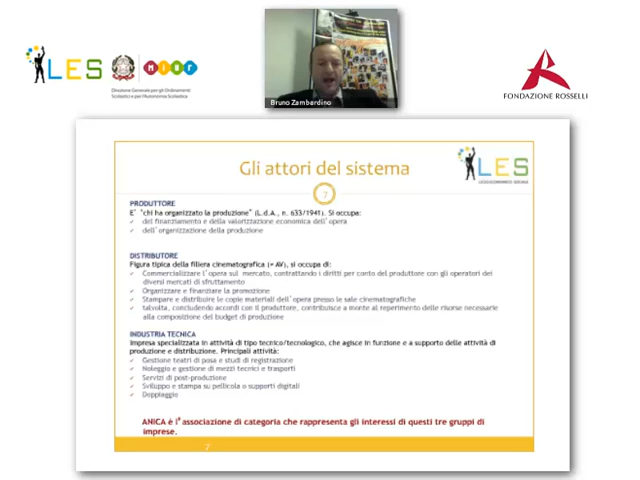 LES
MIUR
Direzione Generale per gli Ordinamenti
Scolastici e per l'Autonomia Scolastica
Bruno Zambardino
FONDAZIONE ROSSELLI
Gli attori del sistema
LES
LICEO ECONOMICO SOCIALE
7
PRODUTTORE
E' "chi ha organizzato la produzione" (L.d.A., n. 633/1941). Si occupa:
✓ del finanziamento e della valorizzazione economica dell'opera
✓ dell'organizzazione della produzione
DISTRIBUTORE
Figura tipica della filiera cinematografica (≠ AV), si occupa di:
✓ Commercializzare l'opera sul mercato, contrattando i diritti per conto del produttore con gli operatori dei
diversi mercati di sfruttamento
✓ Organizzare e finanziare la promozione
✓ Stampare e distribuire le copie materiali dell'opera presso le sale cinematografiche
✓ talvolta, concludendo accordi con il produttore, contribuisce a monte al reperimento delle risorse necessarie
alla composizione del budget di produzione
INDUSTRIA TECNICA
Impresa specializzata in attività di tipo tecnico/tecnologico, che agisce in funzione e a supporto delle attività di
produzione e distribuzione. Principali attività:
✓ Gestione teatri di posa e studi di registrazione
✓ Noleggio e gestione di mezzi tecnici e trasporti
✓ Servizi di post-produzione
✓ Sviluppo e stampa su pellicola o supporti digitali
✓ Doppiaggio
ANICA è l'associazione di categoria che rappresenta gli interessi di questi tre gruppi di
imprese.
7